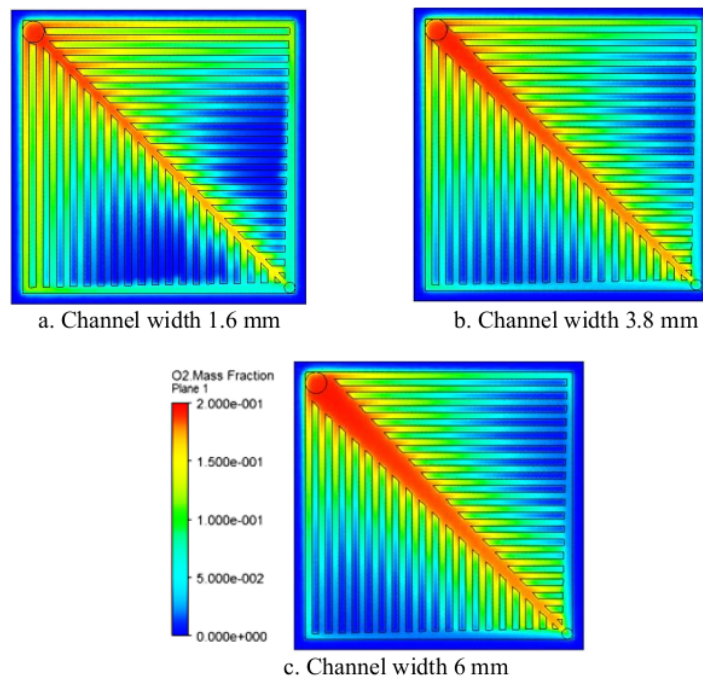 a. Channel width 1.6 mm
b. Channel width 3.8 mm
O2.Mass Fraction
Plane 1
2.000e-001
1.500e-001
1.000e-001
5.000e-002
0.000e+000
c. Channel width 6 mm